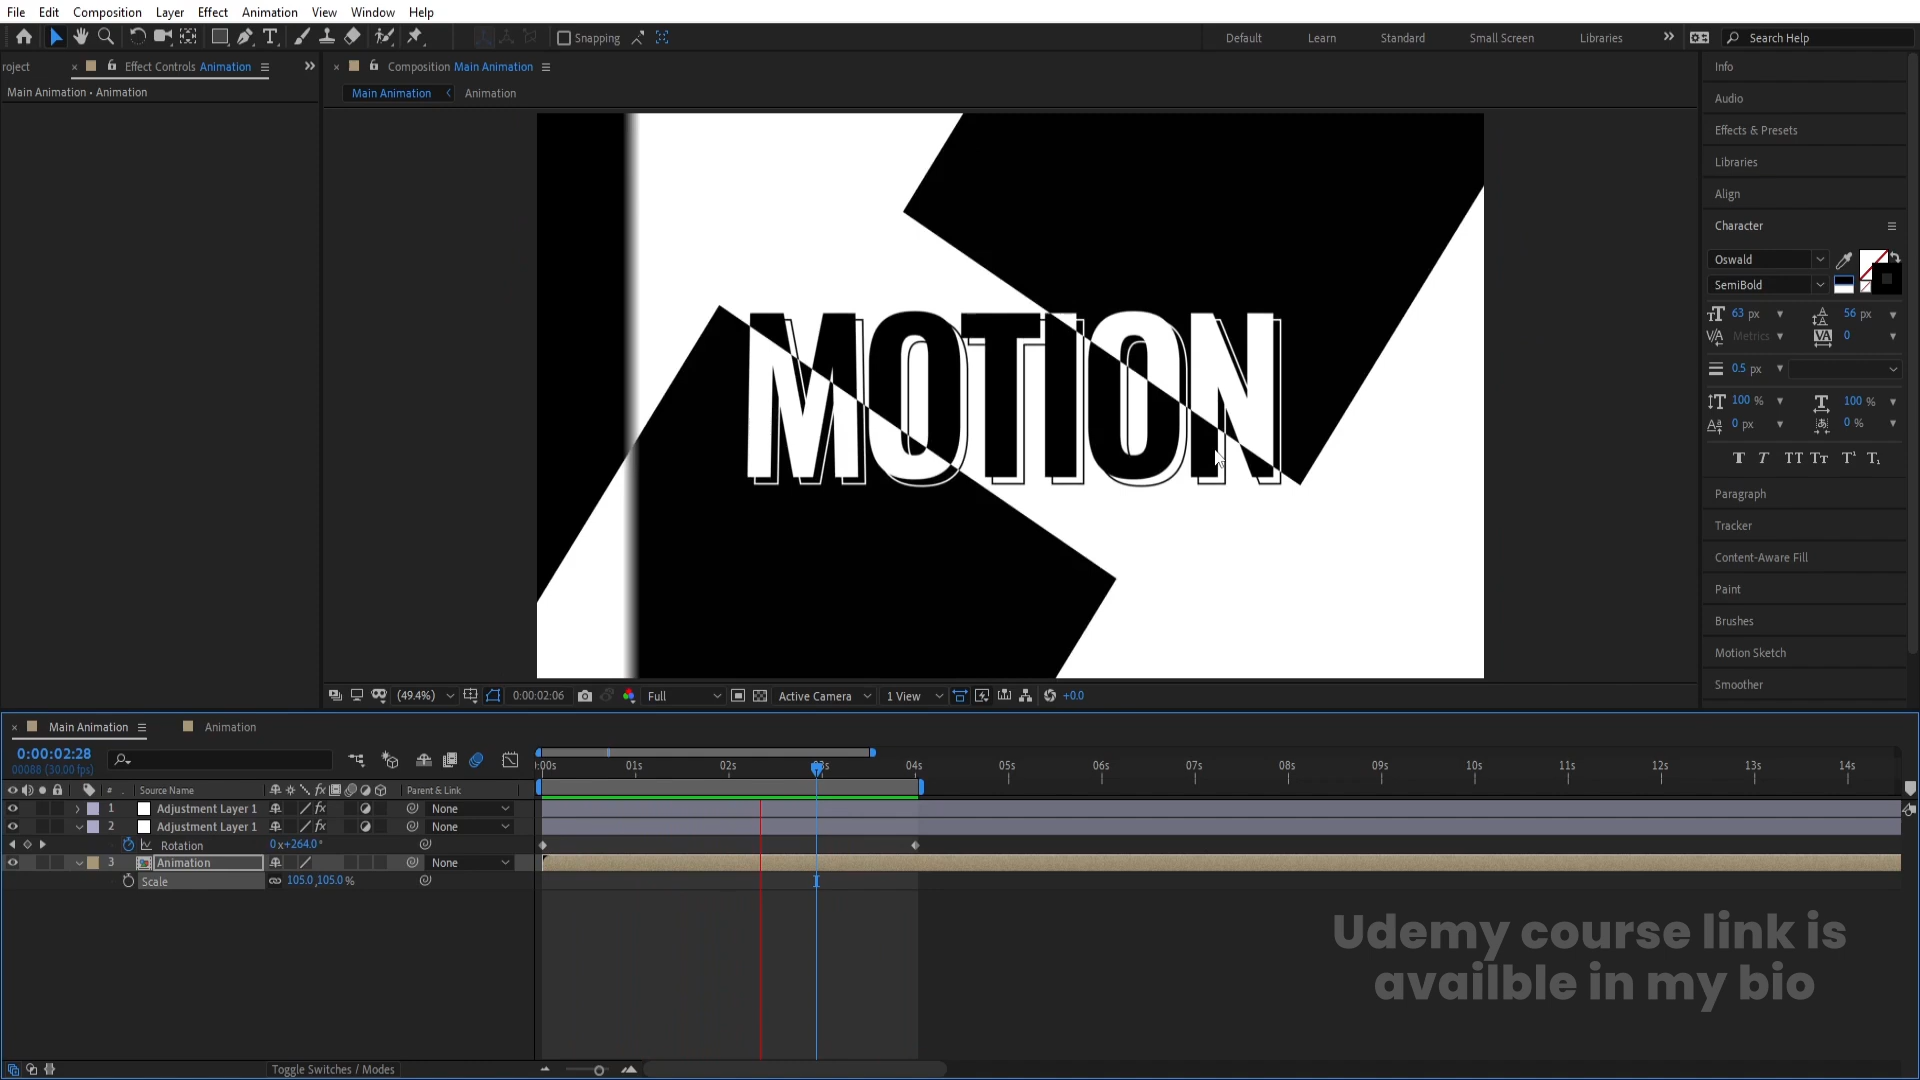 File Edit Composition Layer Effect Animation View Window Help
Snapping
Default Learn Standard Small Screen Libraries
Search Help
roject
Effect Controls Animation
Main Animation • Animation
Composition Main Animation
Main Animation
Animation
MOTION
(49.4%)
0:00:02:06
Full
Active Camera
1 View
+0.0
Info
Audio
Effects & Presets
Libraries
Align
Character
Oswald
SemiBold
63 px
56 px
Metrics
0
0.5 px
100 %
100 %
0 px
0 %
Paragraph
Tracker
Content-Aware Fill
Paint
Brushes
Motion Sketch
Smoother
Main Animation
Animation
0:00:02:28
00088 (30.00 fps)
:00s 01s 02s 03s 04s 05s 06s 07s 08s 09s 10s 11s 12s 13s 14s
# Source Name
Parent & Link
1 Adjustment Layer 1 fx None
2 Adjustment Layer 1 fx None
Rotation 0x+264.0°
3 Animation None
Scale 105.0,105.0%
Udemy course link is
availble in my bio
Toggle Switches / Modes